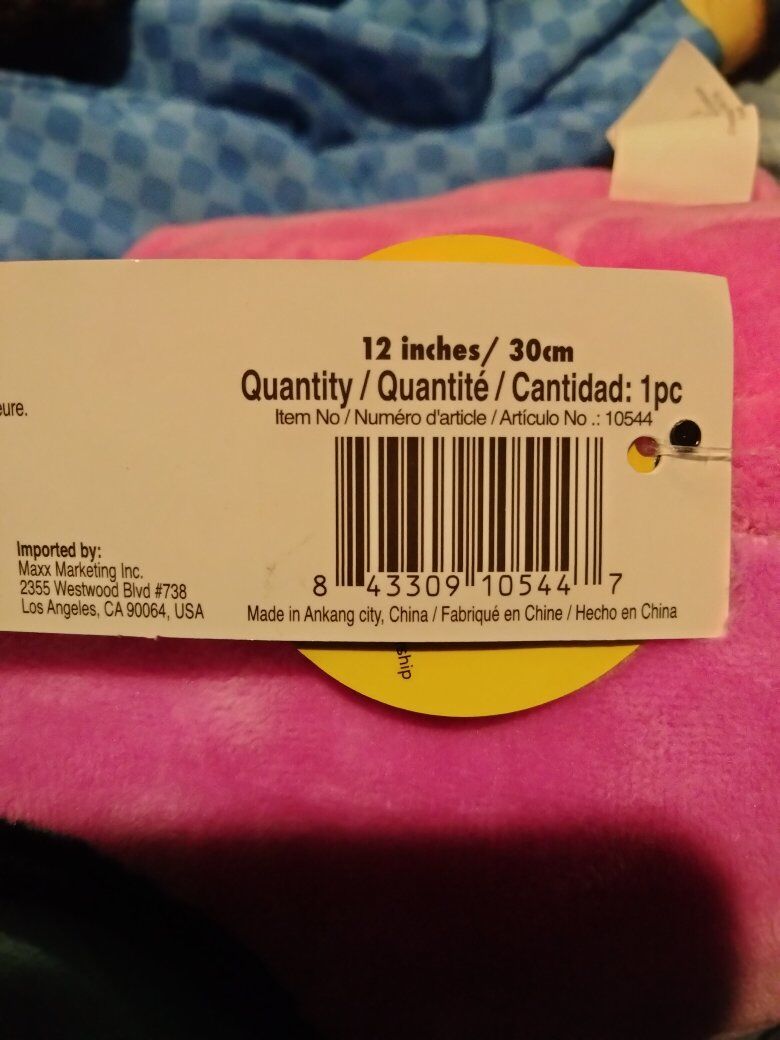 12 inches/ 30cm
Quantity / Quantité / Cantidad: 1pc
Item No / Numéro d'article / Artículo No .: 10544
eure.
8 43309 10544 7
Imported by:
Maxx Marketing Inc.
2355 Westwood Blvd #738
Los Angeles, CA 90064, USA
Made in Ankang city, China / Fabriqué en Chine / Hecho en China
ship